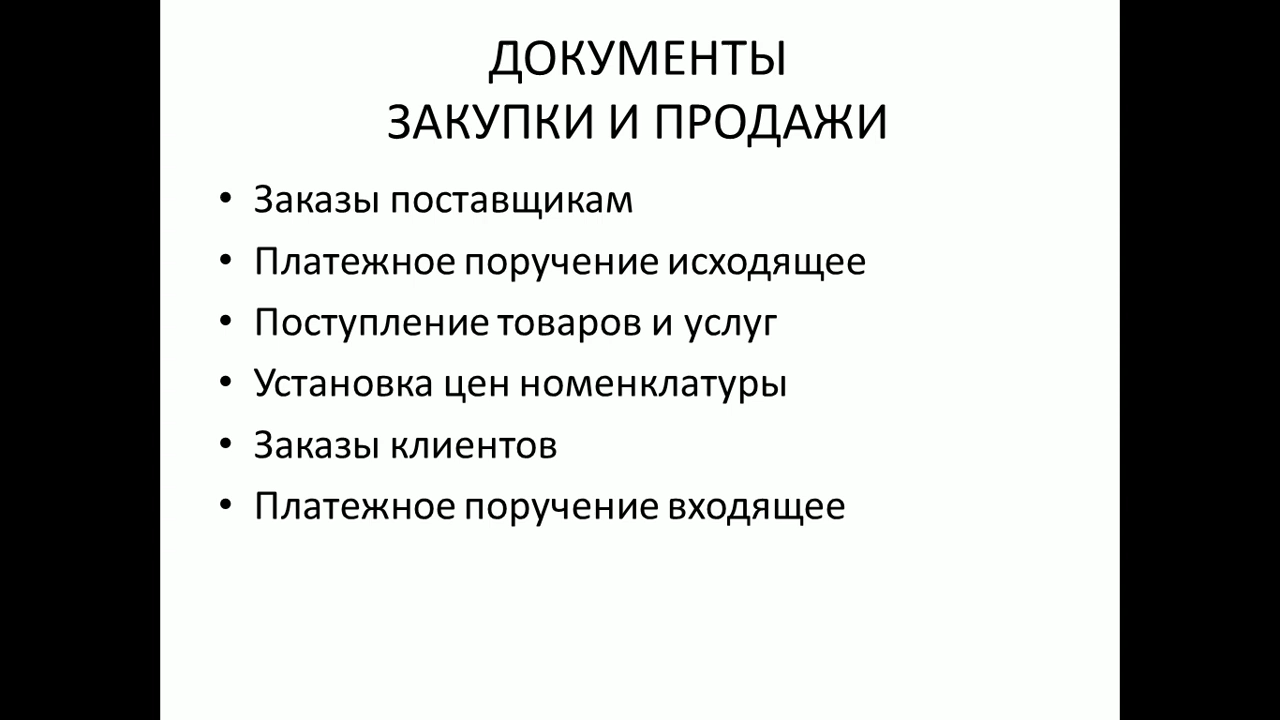 ДОКУМЕНТЫ
ЗАКУПКИ И ПРОДАЖИ
• Заказы поставщикам
• Платежное поручение исходящее
• Поступление товаров и услуг
• Установка цен номенклатуры
• Заказы клиентов
• Платежное поручение входящее